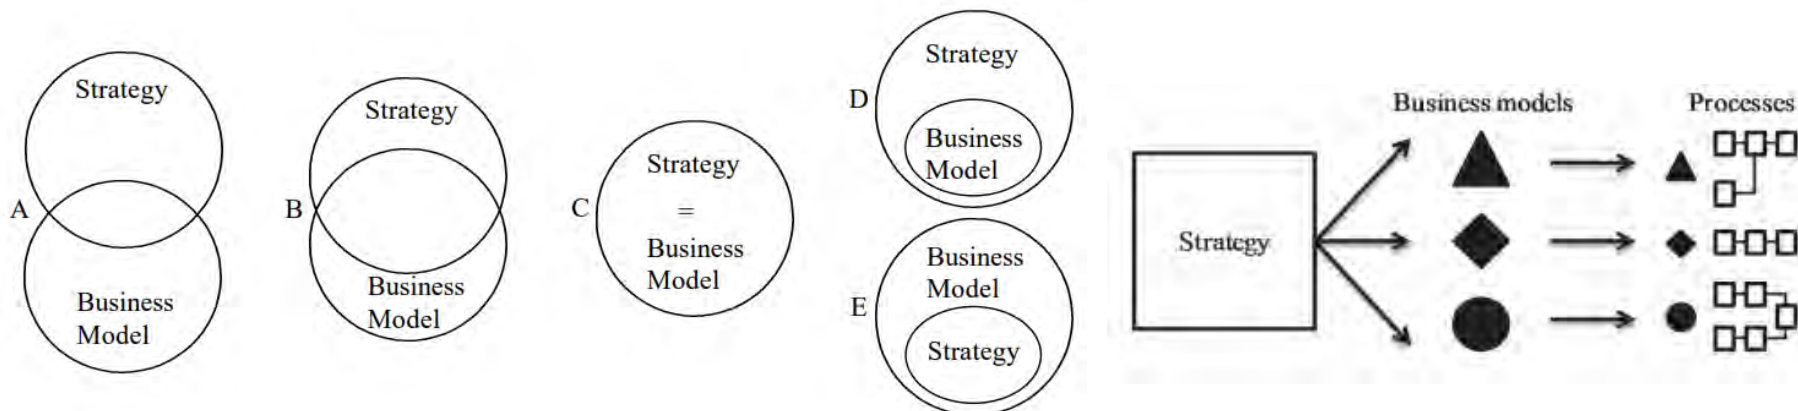 A
Strategy
Business
Model
B
Strategy
Business
Model
C
Strategy
=
Business
Model
D
Strategy
Business
Model
E
Business
Model
Strategy
Strategy
Business models
Processes